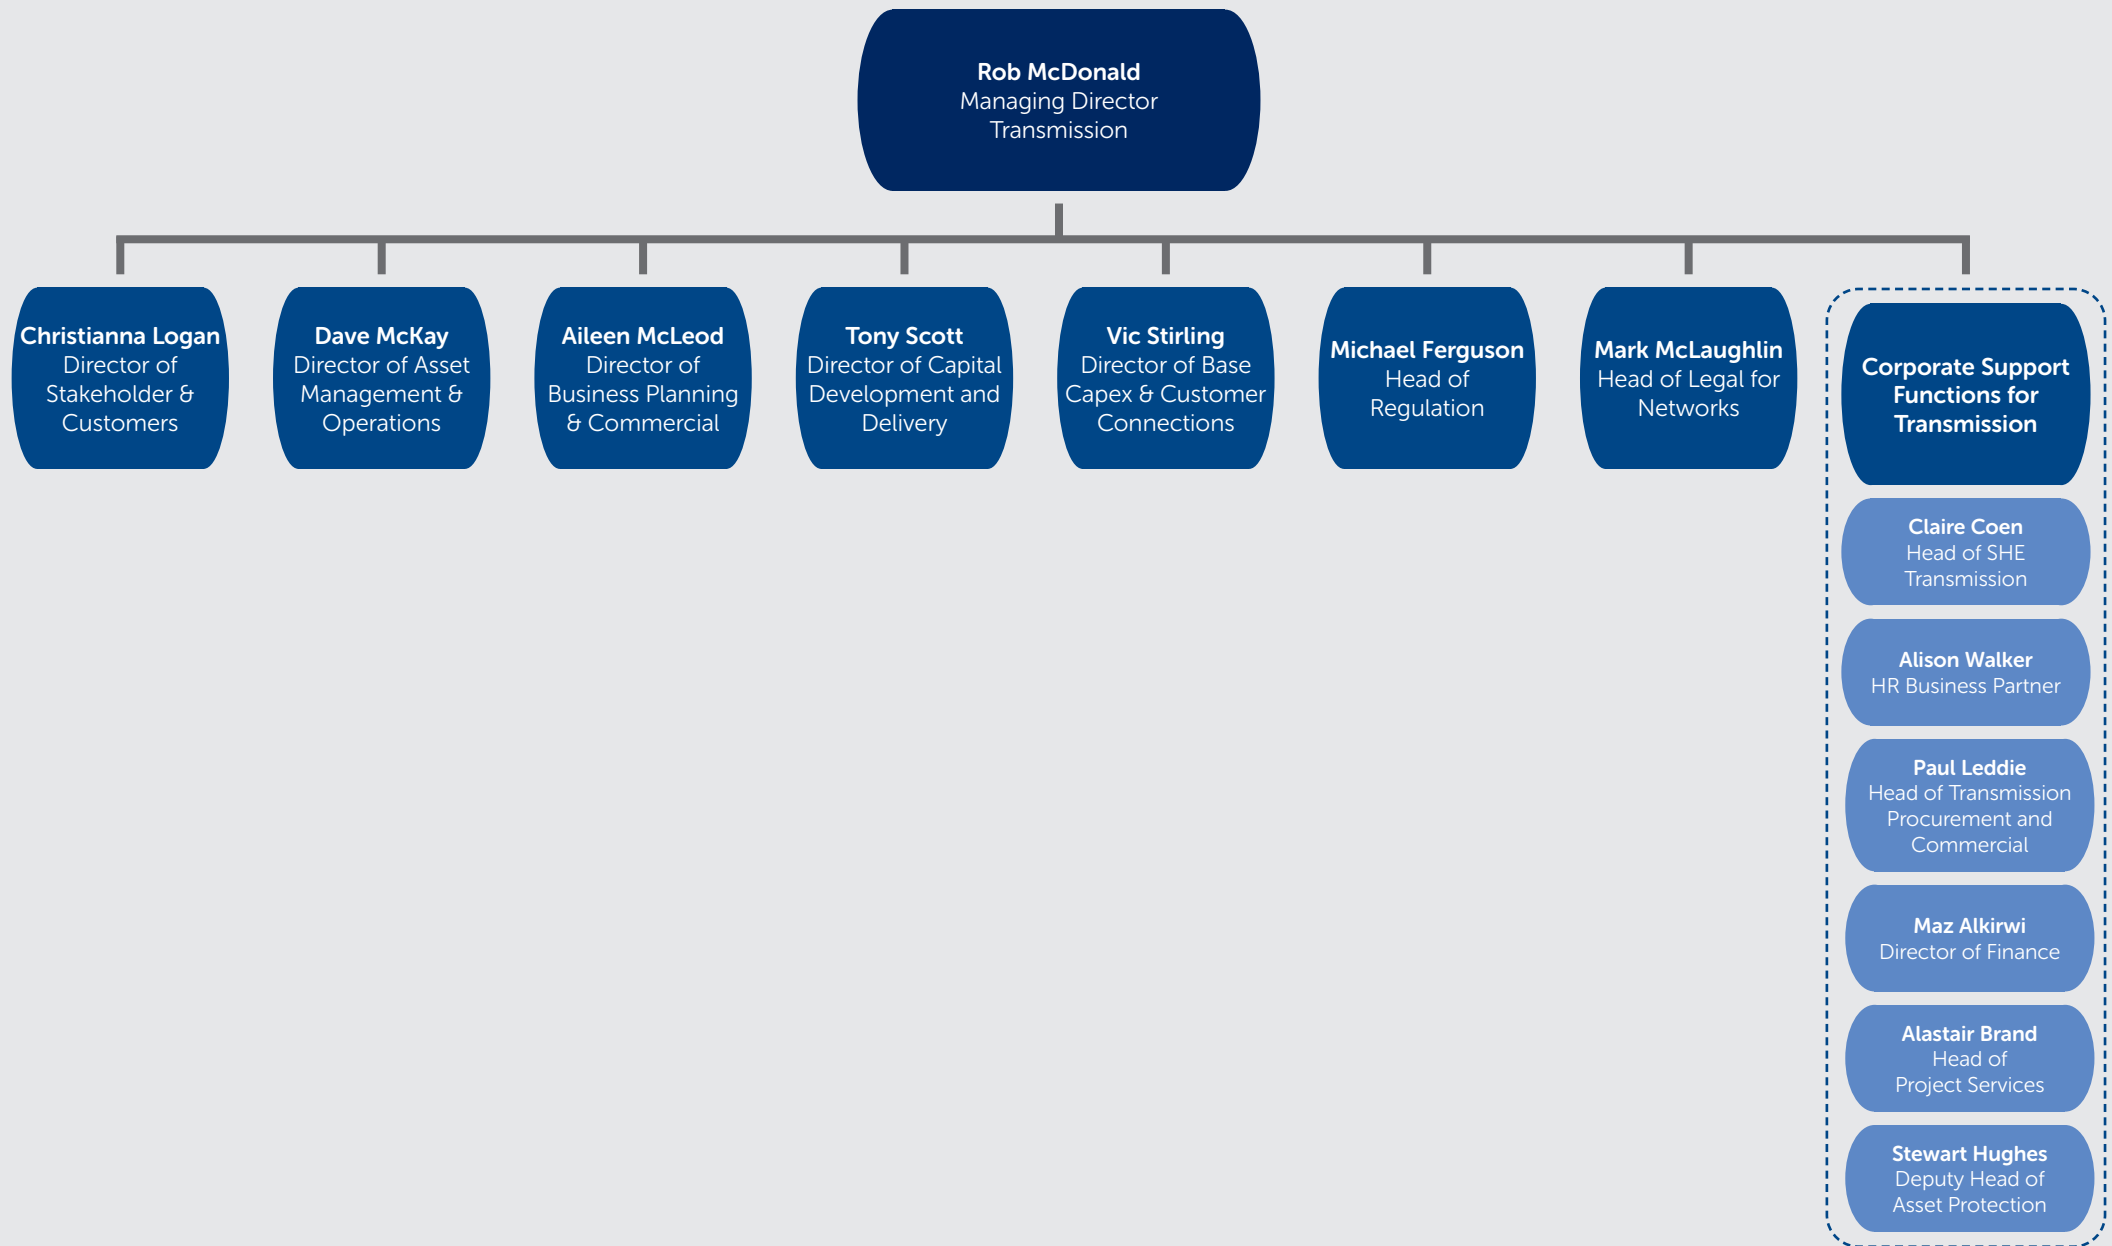 Rob McDonald
Managing Director
Transmission
Christianna Logan
Director of
Stakeholder &
Customers
Dave McKay
Director of Asset
Management &
Operations
Aileen McLeod
Director of
Business Planning
& Commercial
Tony Scott
Director of Capital
Development and
Delivery
Vic Stirling
Director of Base
Capex & Customer
Connections
Michael Ferguson
Head of
Regulation
Mark McLaughlin
Head of Legal for
Networks
Corporate Support
Functions for
Transmission
Claire Coen
Head of SHE
Transmission
Alison Walker
HR Business Partner
Paul Leddie
Head of Transmission
Procurement and
Commercial
Maz Alkirwi
Director of Finance
Alastair Brand
Head of
Project Services
Stewart Hughes
Deputy Head of
Asset Protection